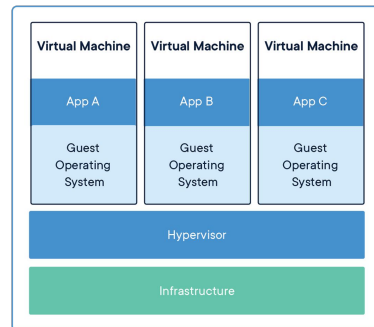 Virtual Machine
Virtual Machine
Virtual Machine
App A
App B
App C
Guest
Operating
System
Guest
Operating
System
Guest
Operating
System
Hypervisor
Infrastructure